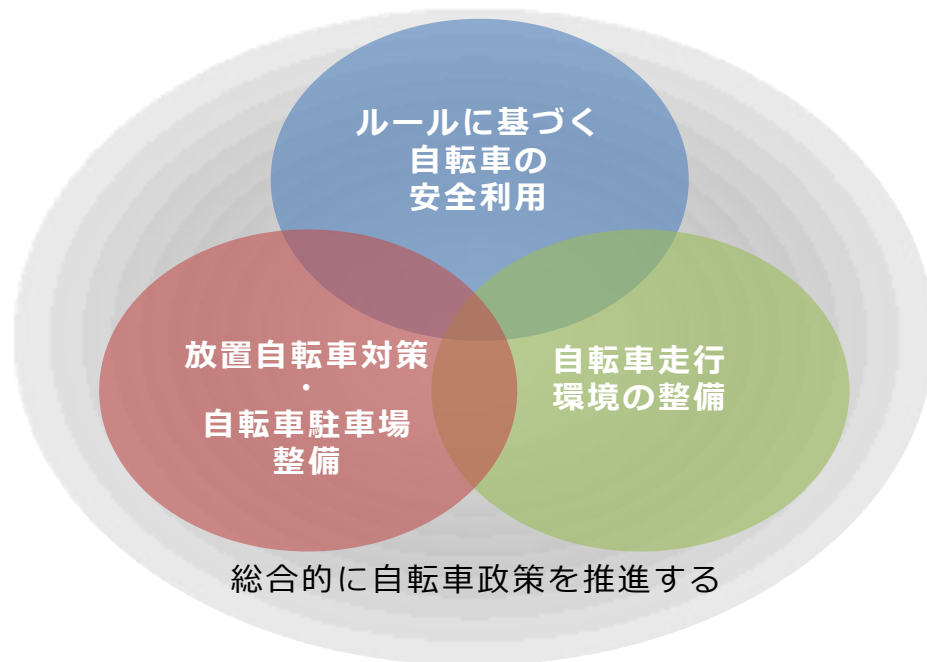 ルールに基づく
自転車の
安全利用
放置自転車対策
・
自転車駐車場
整備
自転車走行
環境の整備
総合的に自転車政策を推進する